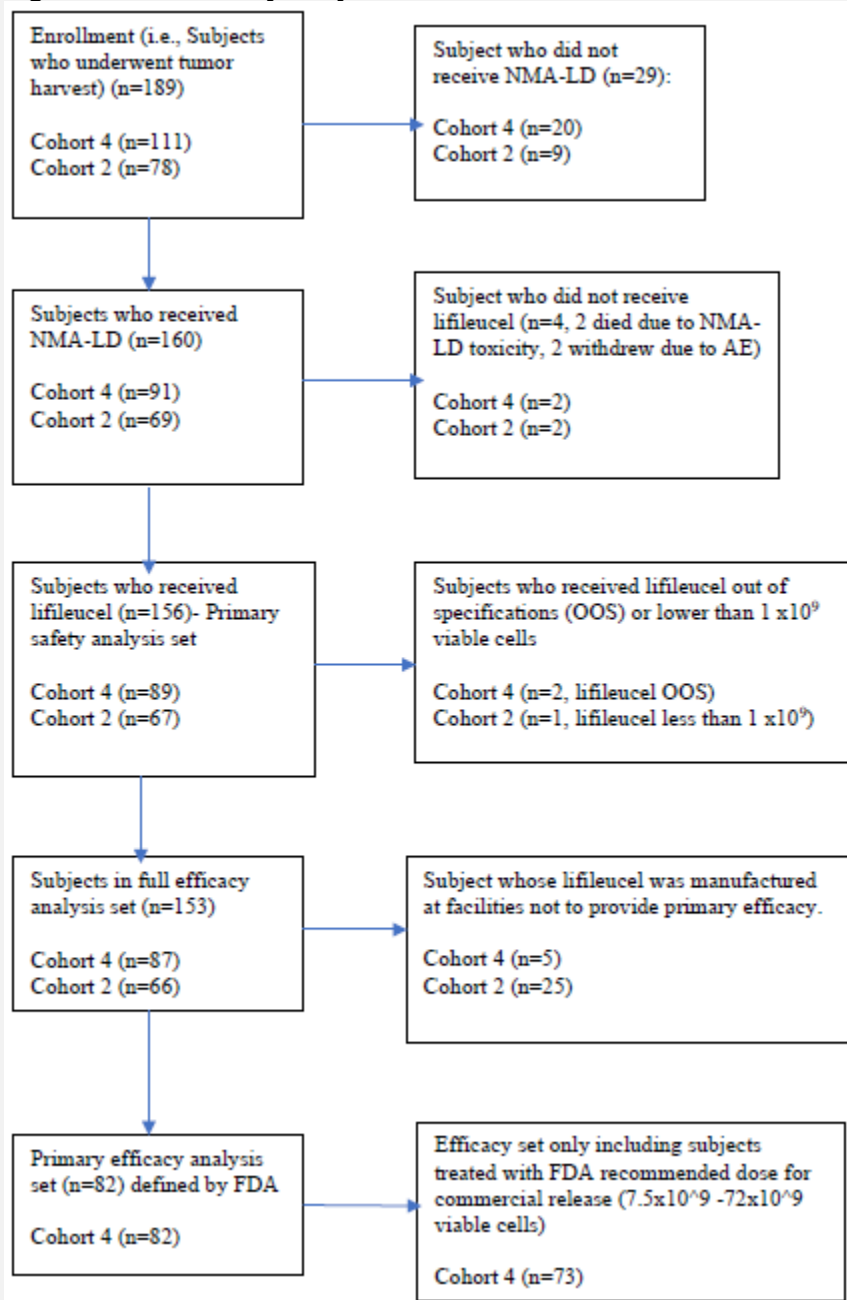 Enrollment (i.e., Subjects
who underwent tumor
harvest) (n=189)
Cohort 4 (n=111)
Cohort 2 (n=78)
Subject who did not
receive NMA-LD (n=29):
Cohort 4 (n=20)
Cohort 2 (n=9)
Subjects who received
NMA-LD (n=160)
Cohort 4 (n=91)
Cohort 2 (n=69)
Subject who did not receive
lifileucel (n=4, 2 died due to NMA-
LD toxicity, 2 withdrew due to AE)
Cohort 4 (n=2)
Cohort 2 (n=2)
Subjects who received
lifileucel (n=156)- Primary
safety analysis set
Cohort 4 (n=89)
Cohort 2 (n=67)
Subjects who received lifileucel out of
specifications (OOS) or lower than 1 x10⁹
viable cells
Cohort 4 (n=2, lifileucel OOS)
Cohort 2 (n=1, lifileucel less than 1 x10⁹)
Subjects in full efficacy
analysis set (n=153)
Cohort 4 (n=87)
Cohort 2 (n=66)
Subject whose lifileucel was manufactured
at facilities not to provide primary efficacy.
Cohort 4 (n=5)
Cohort 2 (n=25)
Primary efficacy analysis
set (n=82) defined by FDA
Cohort 4 (n=82)
Efficacy set only including subjects
treated with FDA recommended dose for
commercial release (7.5x10^9 -72x10^9
viable cells)
Cohort 4 (n=73)